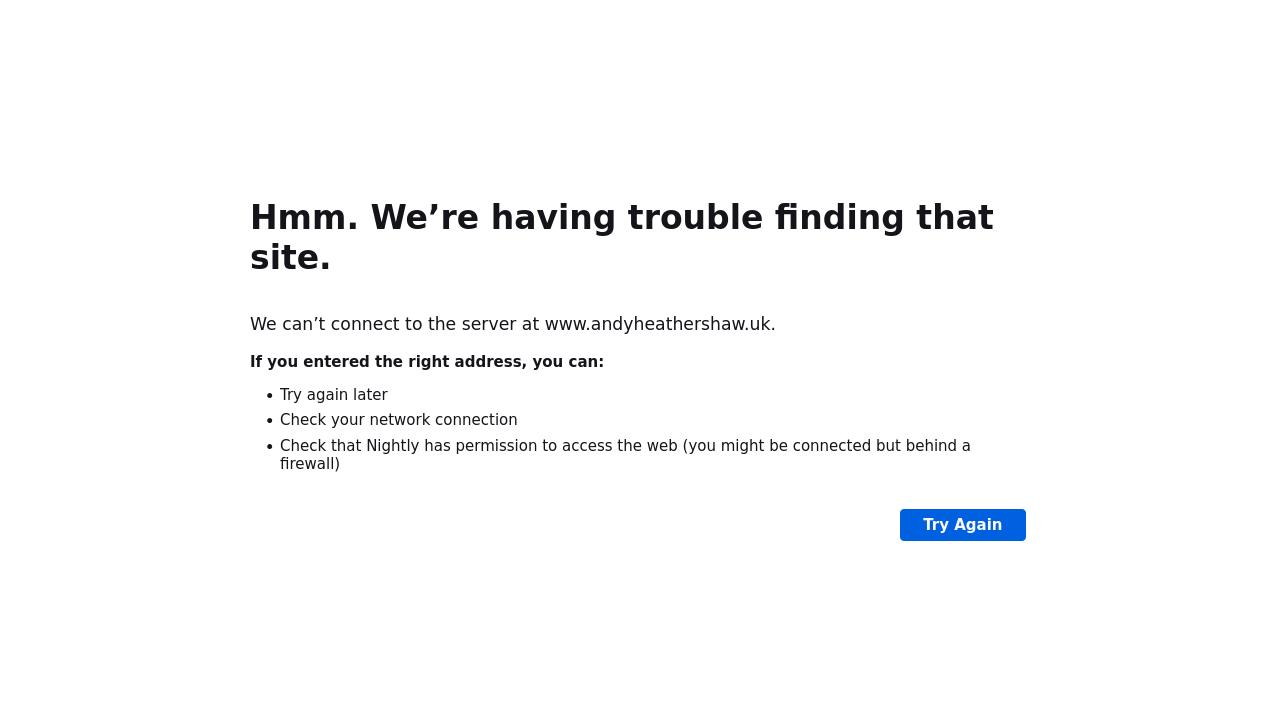 Hmm. We’re having trouble finding that
site.
We can’t connect to the server at www.andyheathershaw.uk.
If you entered the right address, you can:
• Try again later
• Check your network connection
• Check that Nightly has permission to access the web (you might be connected but behind a
firewall)
Try Again